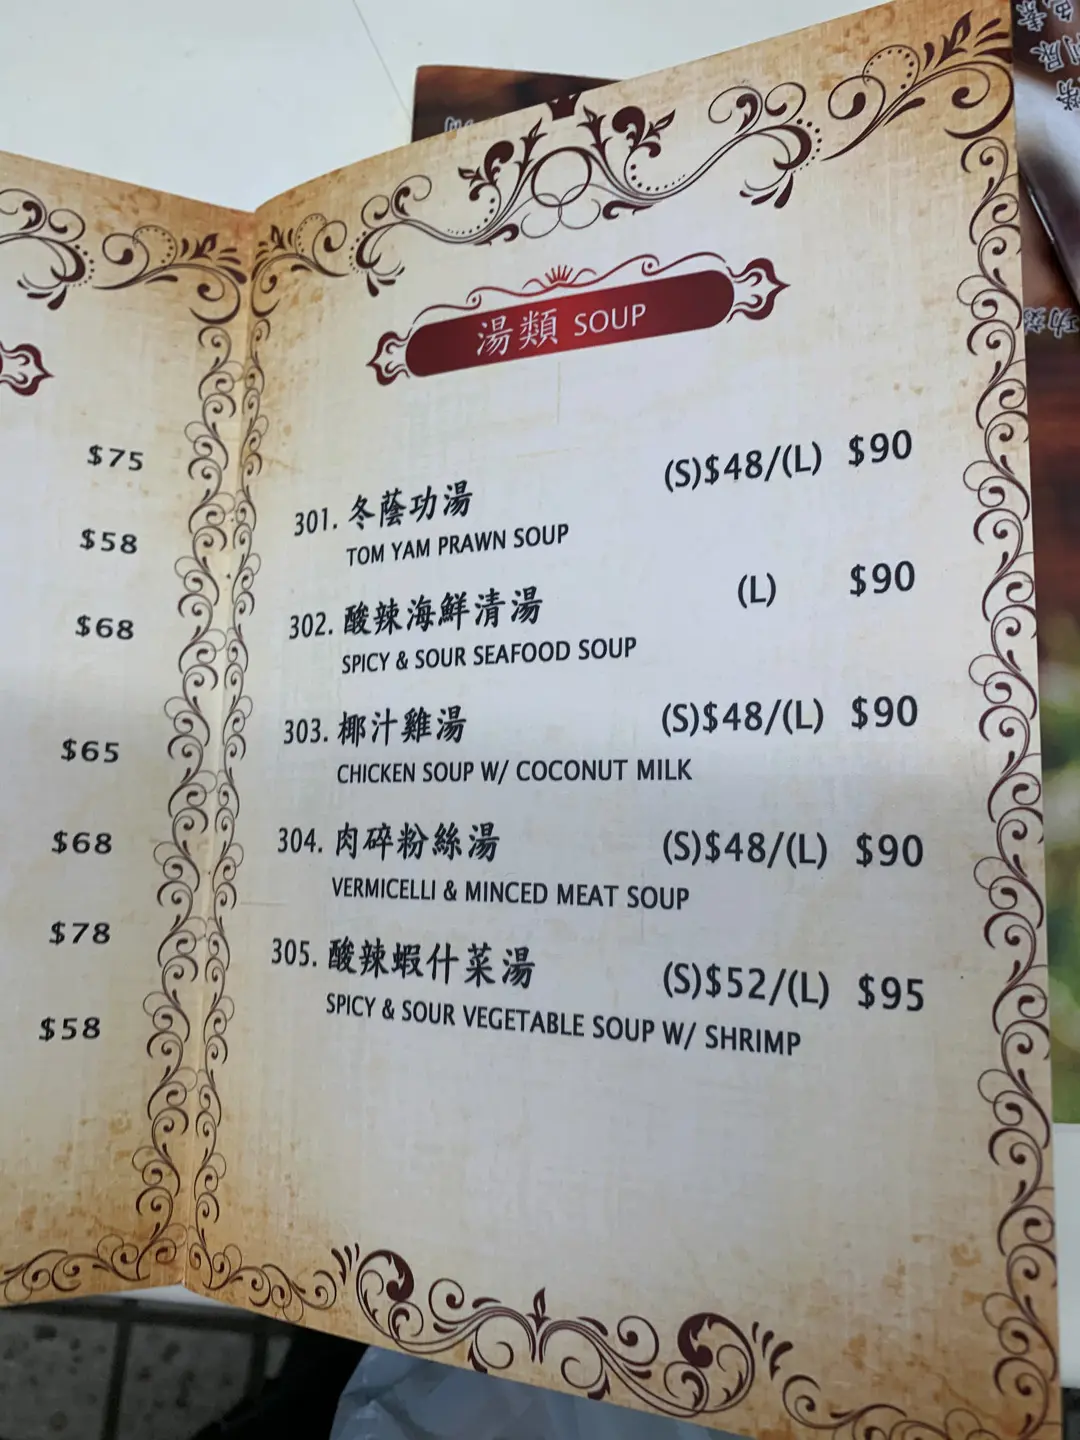 $75
$58
$68
$65
$68
$78
$58
湯類 SOUP
301. 冬蔭功湯 (S)$48/(L) $90
TOM YAM PRAWN SOUP
302. 酸辣海鮮清湯 (L) $90
SPICY & SOUR SEAFOOD SOUP
303. 椰汁雞湯 (S)$48/(L) $90
CHICKEN SOUP W/ COCONUT MILK
304. 肉碎粉絲湯 (S)$48/(L) $90
VERMICELLI & MINCED MEAT SOUP
305. 酸辣蝦什菜湯 (S)$52/(L) $95
SPICY & SOUR VEGETABLE SOUP W/ SHRIMP